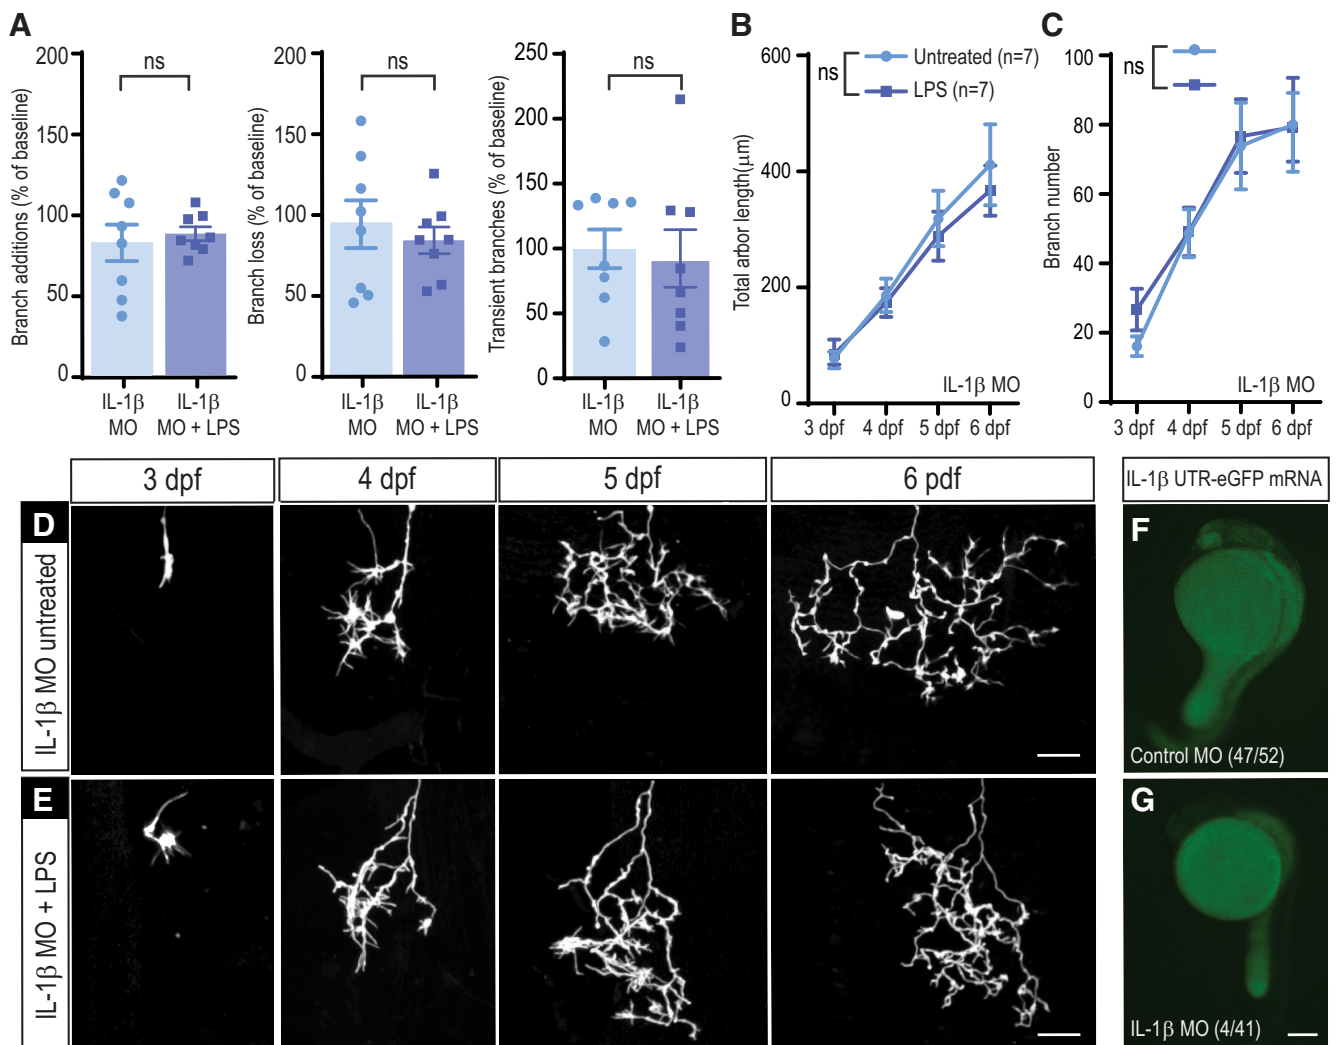 A
Branch additions (% of baseline)
200
150
100
50
0
ns
IL-1β
MO
IL-1β
MO + LPS
Branch loss (% of baseline)
200
150
100
50
0
ns
IL-1β
MO
IL-1β
MO + LPS
Transient branches (% of baseline)
250
200
150
100
50
0
ns
IL-1β
MO
IL-1β
MO + LPS
B
Total arbor length(μm)
600
400
200
0
ns
Untreated (n=7)
LPS (n=7)
IL-1β MO
3 dpf
4 dpf
5 dpf
6 dpf
C
Branch number
100
80
60
40
20
0
ns
IL-1β MO
3 dpf
4 dpf
5 dpf
6 dpf
3 dpf
4 dpf
5 dpf
6 pdf
IL-1β UTR-eGFP mRNA
D
IL-1β MO untreated
E
IL-1β MO + LPS
F
Control MO (47/52)
G
IL-1β MO (4/41)